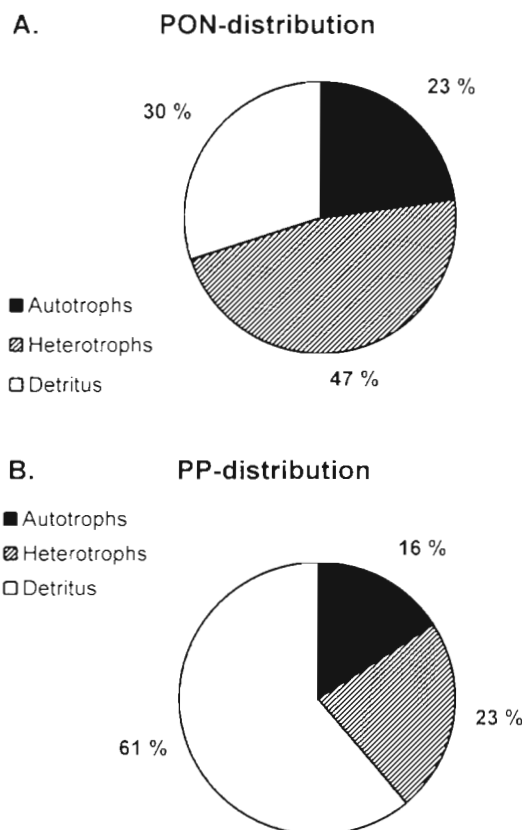 A. PON-distribution
23 %
30 %
Autotrophs
Heterotrophs
Detritus
47 %
B. PP-distribution
Autotrophs
Heterotrophs
Detritus
16 %
23 %
61 %